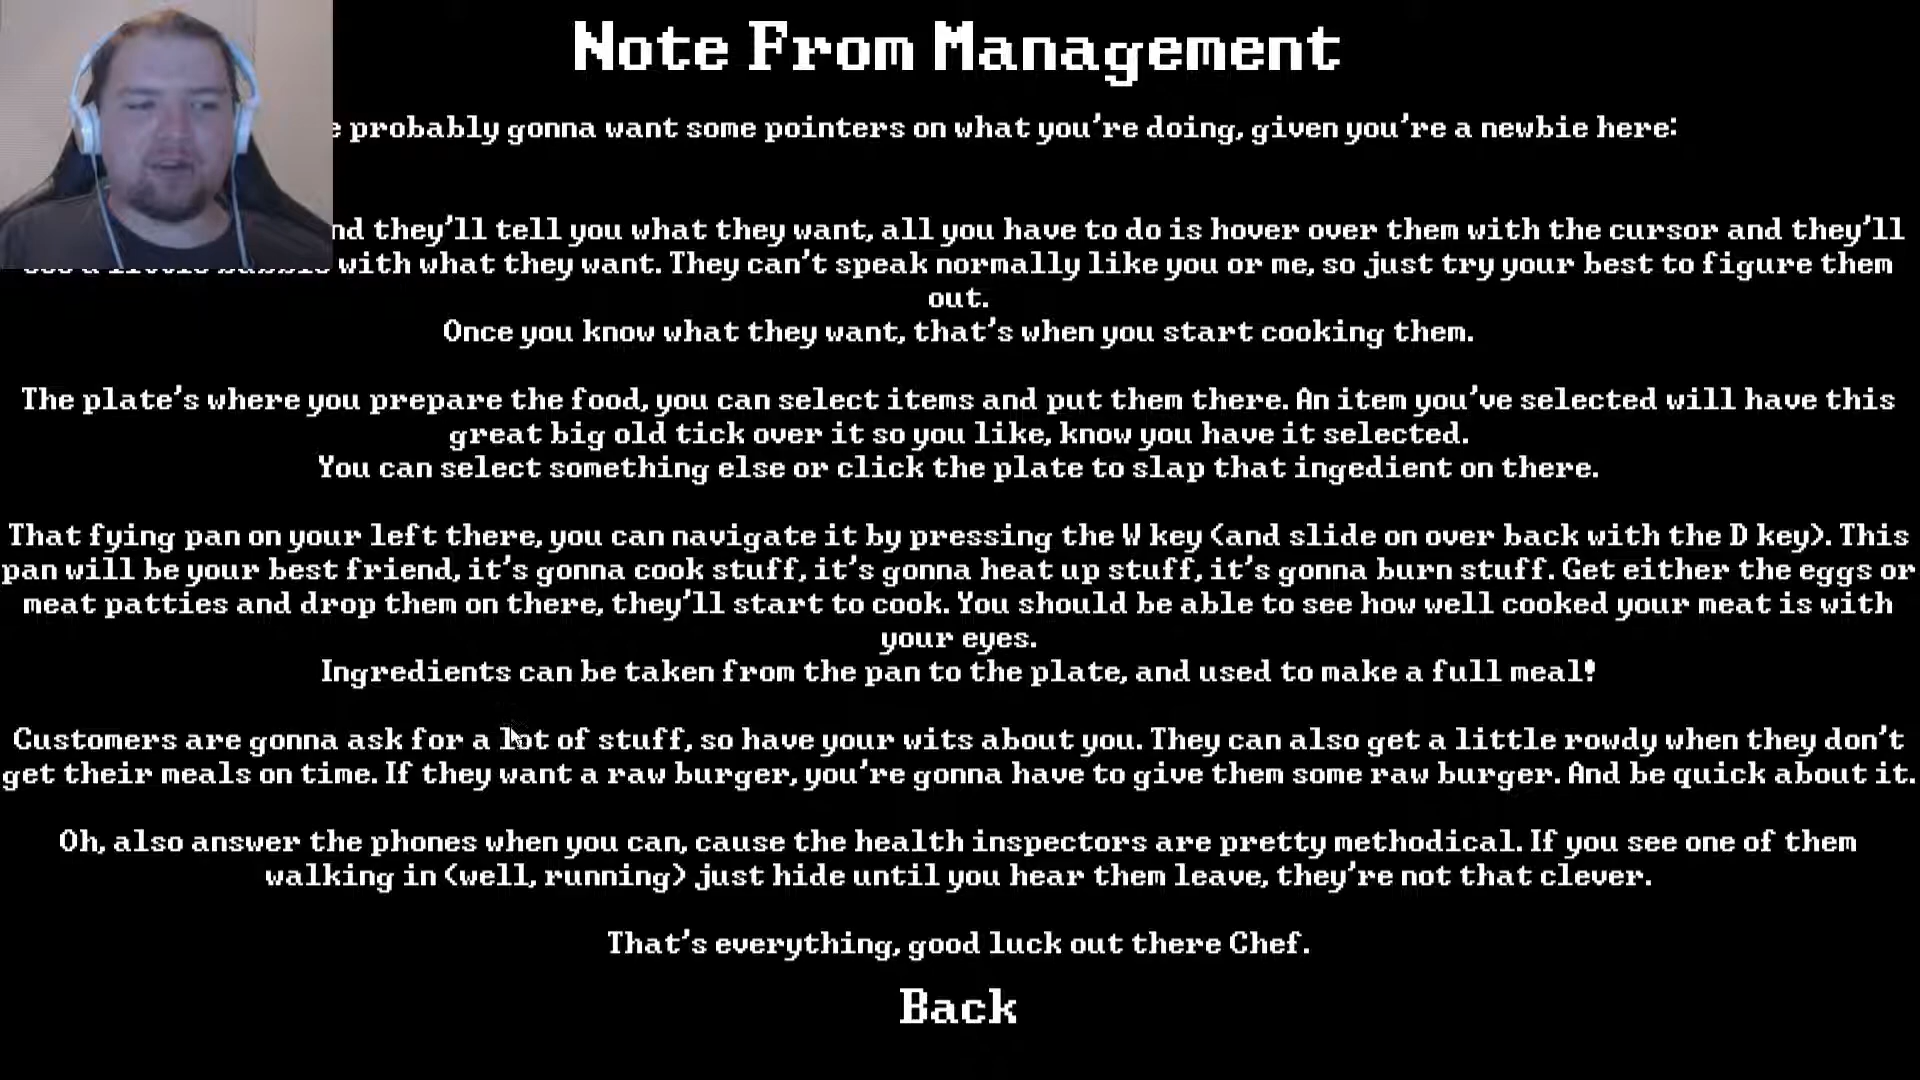 Note From Management
probably gonna want some pointers on what you're doing, given you're a newbie here:
nd they'll tell you what they want, all you have to do is hover over them with the cursor and they'll
with what they want. They can't speak normally like you or me, so just try your best to figure them
out.
Once you know what they want, that's when you start cooking them.
The plate's where you prepare the food, you can select items and put them there. An item you've selected will have this
great big old tick over it so you like, know you have it selected.
You can select something else or click the plate to slap that ingedient on there.
That fying pan on your left there, you can navigate it by pressing the W key (and slide on over back with the D key). This
pan will be your best friend, it's gonna cook stuff, it's gonna heat up stuff, it's gonna burn stuff. Get either the eggs or
meat patties and drop them on there, they'll start to cook. You should be able to see how well cooked your meat is with
your eyes.
Ingredients can be taken from the pan to the plate, and used to make a full meal!
Customers are gonna ask for a lot of stuff, so have your wits about you. They can also get a little rowdy when they don't
get their meals on time. If they want a raw burger, you're gonna have to give them some raw burger. And be quick about it.
Oh, also answer the phones when you can, cause the health inspectors are pretty methodical. If you see one of them
walking in (well, running) just hide until you hear them leave, they're not that clever.
That's everything, good luck out there Chef.
Back